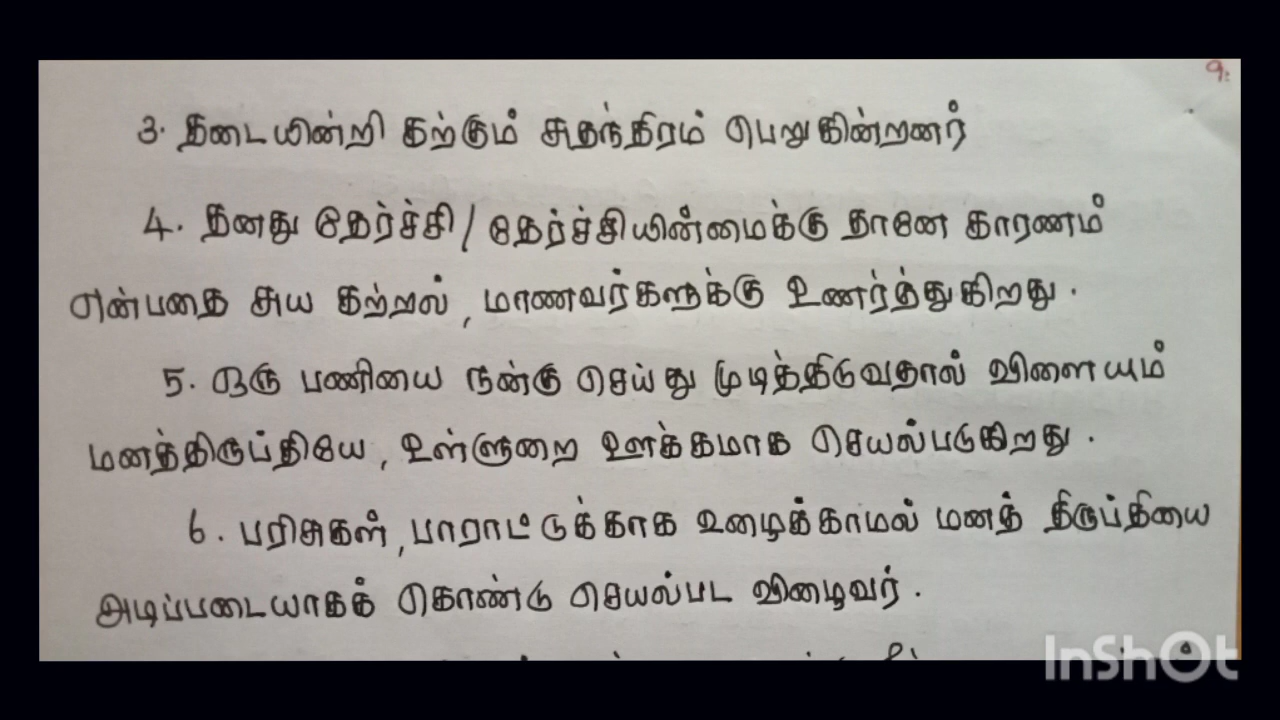 9:
3. தடையின்றி கற்கும் சுதந்திரம் பெறுகின்றனர்
4. தனது தேர்ச்சி / தேர்ச்சியின்மைக்கு தானே காரணம்
என்பதை சுய கற்றல், மாணவர்களுக்கு உணர்த்துகிறது.
5. ஒரு பணியை நன்கு செய்து முடித்திடுவதால் விளையும்
மனத்திருப்தியே, உள்ளுறை ஊக்கமாக செயல்படுகிறது.
6. பரிசுகள், பாராட்டுக்காக உழைக்காமல் மனத் திருப்தியை
அடிப்படையாகக் கொண்டு செயல்பட விழைவர்.
InShOt